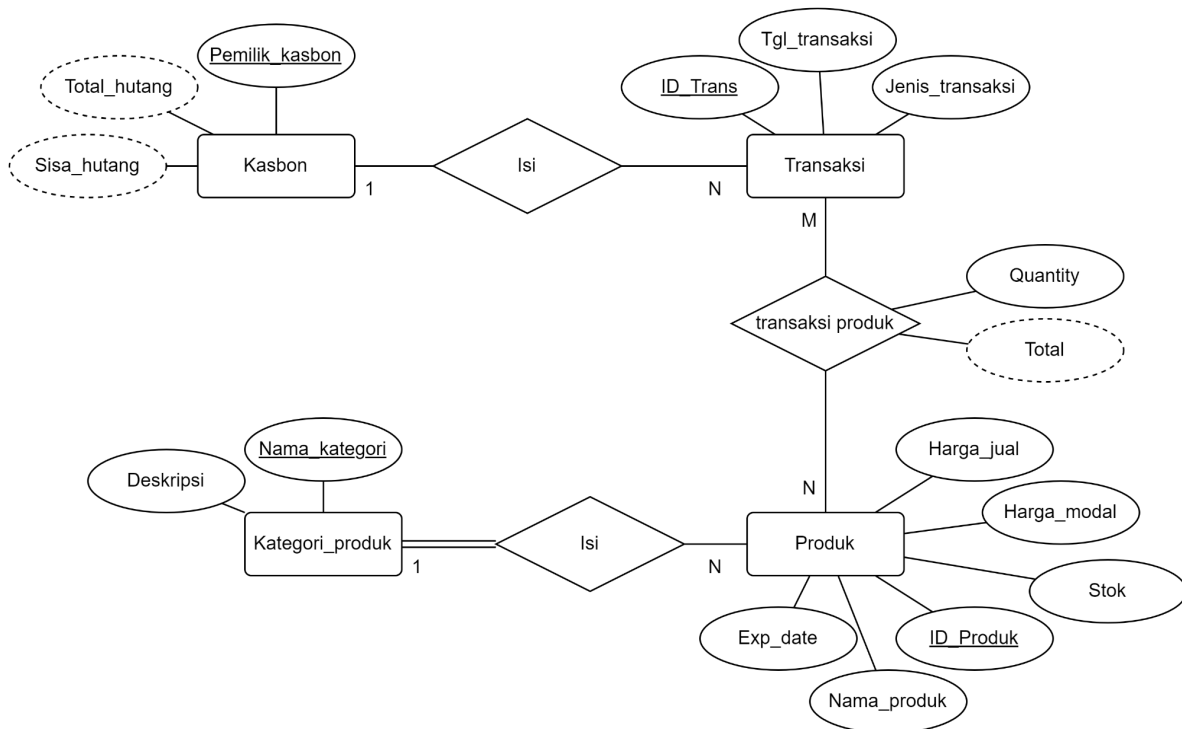 Tgl_transaksi
Pemilik_kasbon
Total_hutang
ID_Trans
Jenis_transaksi
Sisa_hutang
Kasbon
Isi
Transaksi
1
N
M
Quantity
transaksi produk
Total
Nama_kategori
Harga_jual
Deskripsi
N
Harga_modal
Kategori_produk
Isi
Produk
1
N
Stok
Exp_date
ID_Produk
Nama_produk